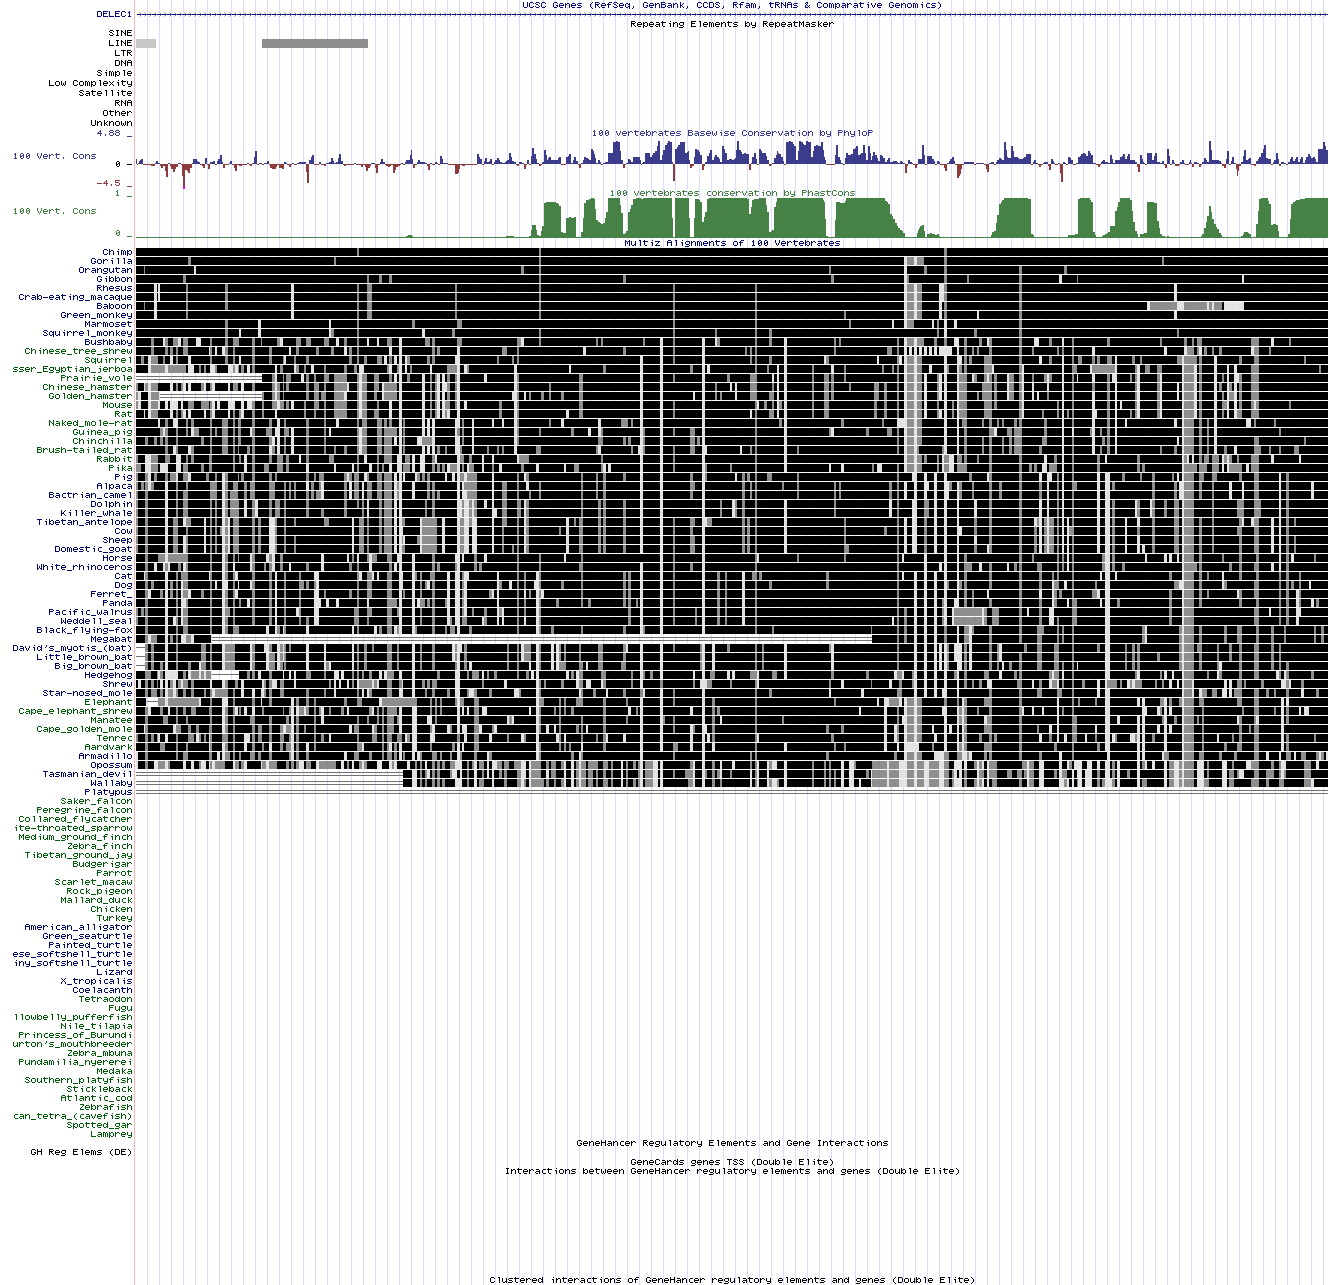 UCSC Genes (RefSeq, GenBank, CCDS, Rfam, tRNAs & Comparative Genomics)
DELEC1
Repeating Elements by RepeatMasker
SINE
LINE
LTR
DNA
Simple
Low Complexity
Satellite
RNA
Other
Unknown
100 vertebrates Basewise Conservation by PhyloP
4.88 _
100 Vert. Cons
0 _
-4.5 _
100 vertebrates conservation by PhastCons
1 _
100 Vert. Cons
0 _
Multiz Alignments of 100 Vertebrates
Chimp
Gorilla
Orangutan
Gibbon
Rhesus
Crab-eating_macaque
Baboon
Green_monkey
Marmoset
Squirrel_monkey
Bushbaby
Chinese_tree_shrew
Squirrel
sser_Egyptian_jerboa
Prairie_vole
Chinese_hamster
Golden_hamster
Mouse
Rat
Naked_mole-rat
Guinea_pig
Chinchilla
Brush-tailed_rat
Rabbit
Pika
Pig
Alpaca
Bactrian_camel
Dolphin
Killer_whale
Tibetan_antelope
Cow
Sheep
Domestic_goat
Horse
White_rhinoceros
Cat
Dog
Ferret_
Panda
Pacific_walrus
Weddell_seal
Black_flying-fox
Megabat
David's_myotis_(bat)
Little_brown_bat
Big_brown_bat
Hedgehog
Shrew
Star-nosed_mole
Elephant
Cape_elephant_shrew
Manatee
Cape_golden_mole
Tenrec
Aardvark
Armadillo
Opossum
Tasmanian_devil
Wallaby
Platypus
Saker_falcon
Peregrine_falcon
Collared_flycatcher
ite-throated_sparrow
Medium_ground_finch
Zebra_finch
Tibetan_ground_jay
Budgerigar
Parrot
Scarlet_macaw
Rock_pigeon
Mallard_duck
Chicken
Turkey
American_alligator
Green_seaturtle
Painted_turtle
ese_softshell_turtle
iny_softshell_turtle
Lizard
X_tropicalis
Coelacanth
Tetraodon
Fugu
llowbelly_pufferfish
Nile_tilapia
Princess_of_Burundi
urton's_mouthbreeder
Zebra_mbuna
Pundamilia_nyererei
Medaka
Southern_platyfish
Stickleback
Atlantic_cod
Zebrafish
can_tetra_(cavefish)
Spotted_gar
Lamprey
GeneHancer Regulatory Elements and Gene Interactions
GH Reg Elems (DE)
GeneCards genes TSS (Double Elite)
Interactions between GeneHancer regulatory elements and genes (Double Elite)
Clustered interactions of GeneHancer regulatory elements and genes (Double Elite)